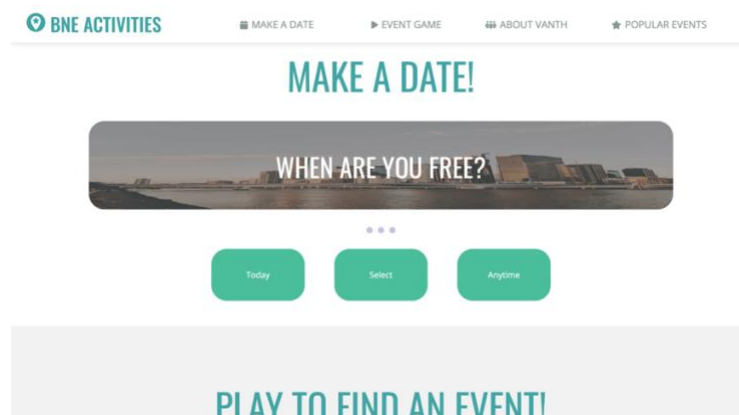 BNE ACTIVITIES
MAKE A DATE
EVENT GAME
ABOUT VANTH
POPULAR EVENTS
MAKE A DATE!
WHEN ARE YOU FREE?
Today
Select
Anytime
PLAY TO FIND AN EVENT!